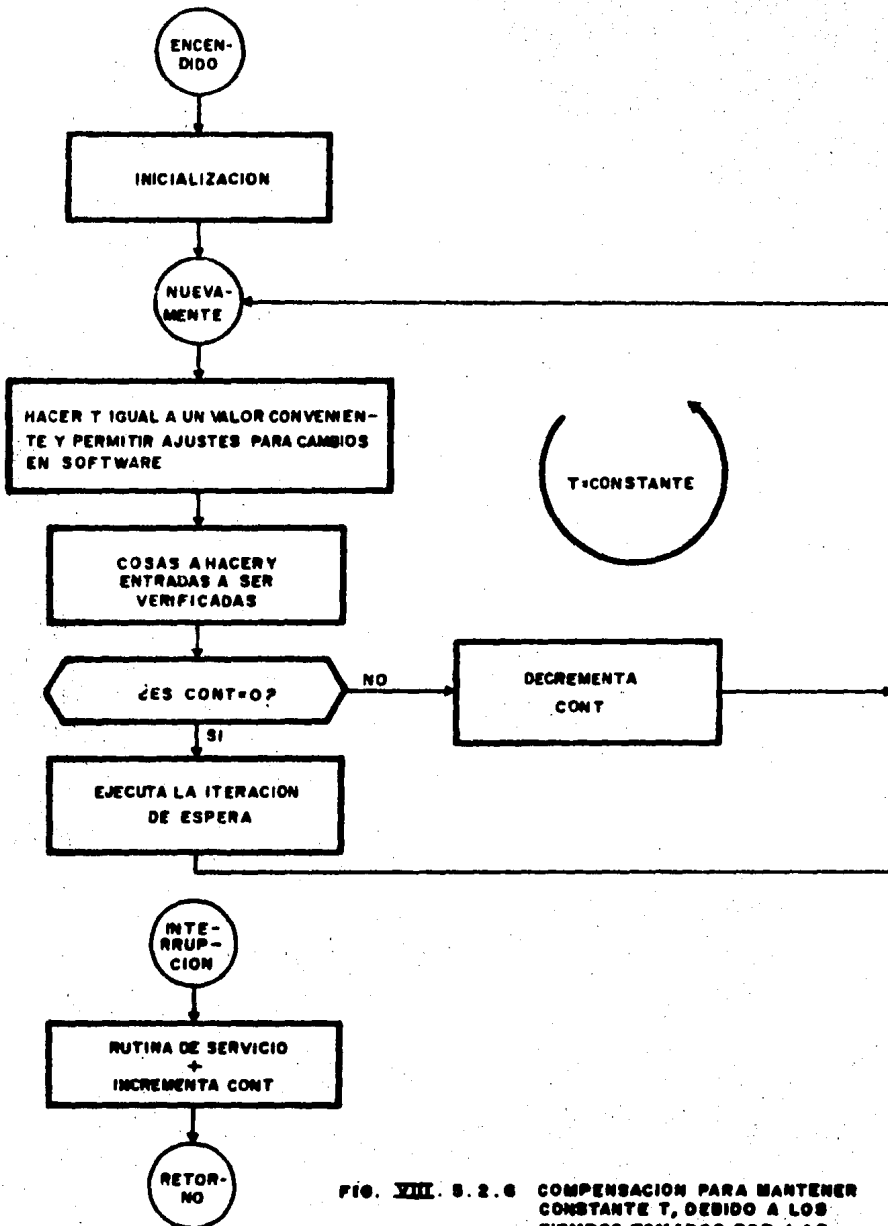 ENCEN-
DIDO
INICIALIZACION
NUEVA-
MENTE
HACER T IGUAL A UN VALOR CONVENIEN-
TE Y PERMITIR AJUSTES PARA CAMBIOS
EN SOFTWARE
T=CONSTANTE
COSAS A HACER Y
ENTRADAS A SER
VERIFICADAS
¿ES CONT=0?
NO
DECREMENTA
CONT
SI
EJECUTA LA ITERACION
DE ESPERA
INTE-
RRUP-
CION
RUTINA DE SERVICIO
+
INCREMENTA CONT
RETOR-
NO
FIG. VIII. 5.2.6 COMPENSACION PARA MANTENER
CONSTANTE T, DEBIDO A LOS